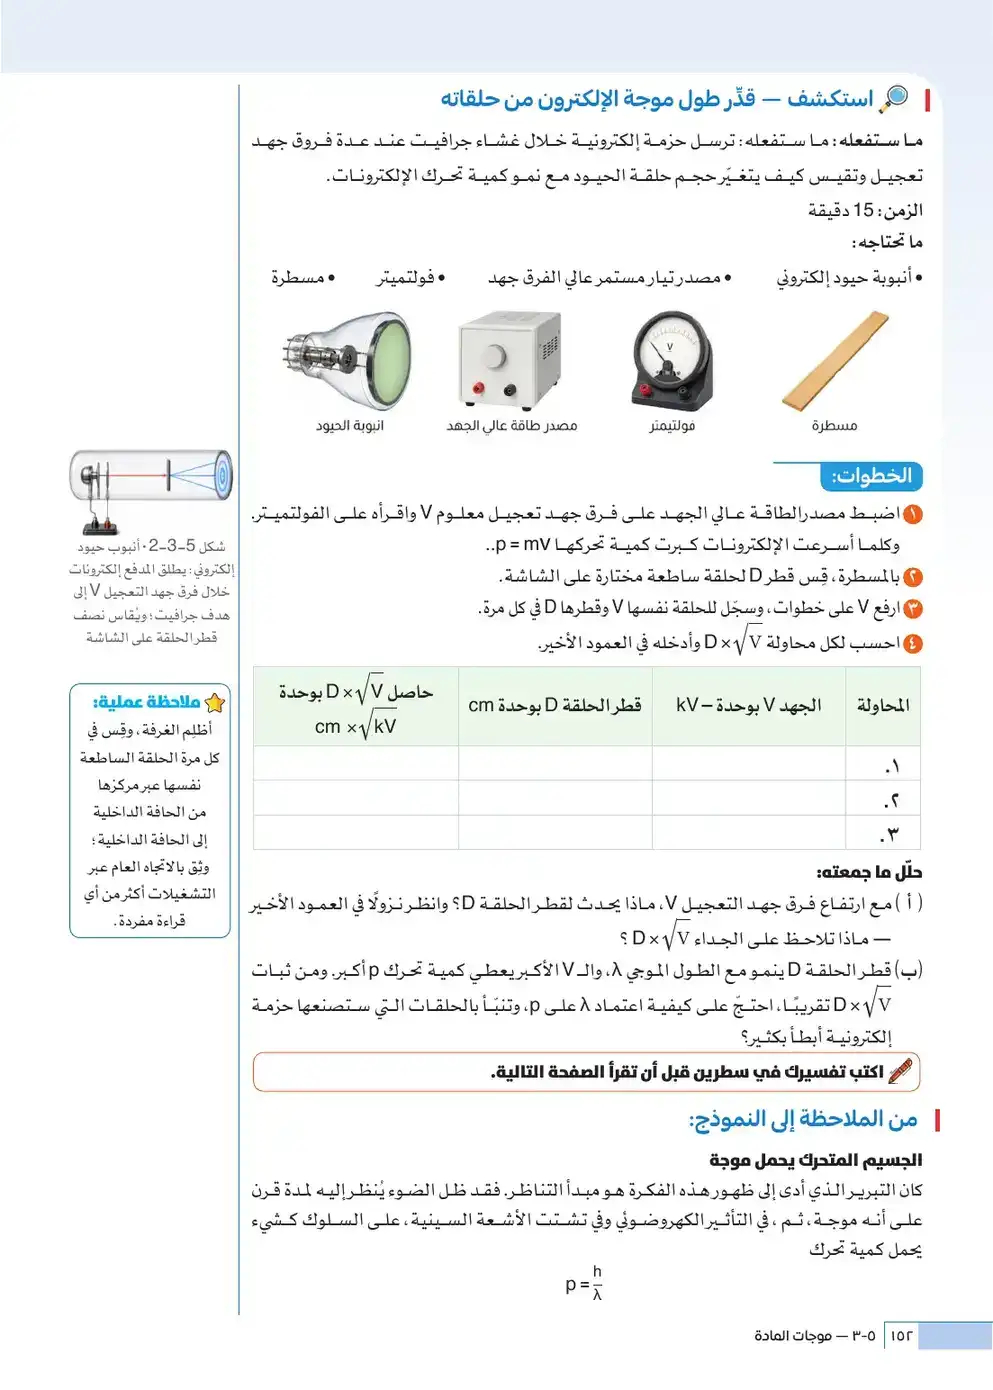 استكشف — قدِّر طول موجة الإلكترون من حلقاته
ما ستفعله: ما ستفعله: ترسل حزمة إلكترونية خلال غشاء جرافيت عند عدة فروق جهد
تعجيل وتقيس كيف يتغيّر حجم حلقة الحيود مع نمو كمية تحرك الإلكترونات.
الزمن: 15 دقيقة
ما تحتاجه:
• أنبوبة حيود إلكتروني • مصدر تيار مستمر عالي الفرق جهد • فولتميتر • مسطرة
مسطرة
فولتيمتر
مصدر طاقة عالي الجهد
انبوبة الحيود
الخطوات:
١ اضبط مصدر الطاقة عالي الجهد على فرق جهد تعجيل معلوم V واقرأه على الفولتميتر.
وكلما أسرعت الإلكترونات كبرت كمية تحركها p = mv..
٢ بالمسطرة، قِس قطر D لحلقة ساطعة مختارة على الشاشة.
٣ ارفع V على خطوات، وسجّل للحلقة نفسها V وقطرها D في كل مرة.
٤ احسب لكل محاولة D×√V وأدخله في العمود الأخير.
المحاولة
الجهد V بوحدة – kV
قطر الحلقة D بوحدة cm
حاصل D×√V بوحدة
cm ×√kV
١.
٢.
٣.
حلّل ما جمعته:
( أ ) مع ارتفاع فرق جهد التعجيل V، ماذا يحدث لقطر الحلقة D؟ وانظر نزولًا في العمود الأخير
— ماذا تلاحظ على الجداء D×√V ؟
(ب) قطر الحلقة D ينمو مع الطول الموجي λ، والـ V الأكبر يعطي كمية تحرك p أكبر. ومن ثبات
D×√V تقريبًا، احتجّ على كيفية اعتماد λ على p، وتنبّأ بالحلقات التي ستصنعها حزمة
إلكترونية أبطأ بكثير؟
اكتب تفسيرك في سطرين قبل أن تقرأ الصفحة التالية.
من الملاحظة إلى النموذج:
الجسيم المتحرك يحمل موجة
كان التبرير الذي أدى إلى ظهور هذه الفكرة هو مبدأ التناظر. فقد ظل الضوء يُنظر إليه لمدة قرن
على أنه موجة، ثم ، في التأثير الكهروضوئي وفي تشتت الأشعة السينية، على السلوك كشيء
يحمل كمية تحرك
p = h/λ
شكل 5-3-2• أنبوب حيود
إلكتروني: يطلق المدفع إلكترونات
خلال فرق جهد التعجيل V إلى
هدف جرافيت؛ ويُقاس نصف
قطر الحلقة على الشاشة
ملاحظة عملية:
أظلِم الغرفة، وقِس في
كل مرة الحلقة الساطعة
نفسها عبر مركزها
من الحافة الداخلية
إلى الحافة الداخلية؛
وثِق بالاتجاه العام عبر
التشغيلات أكثر من أي
قراءة مفردة.
١٥٢ ٥-٣ — موجات المادة